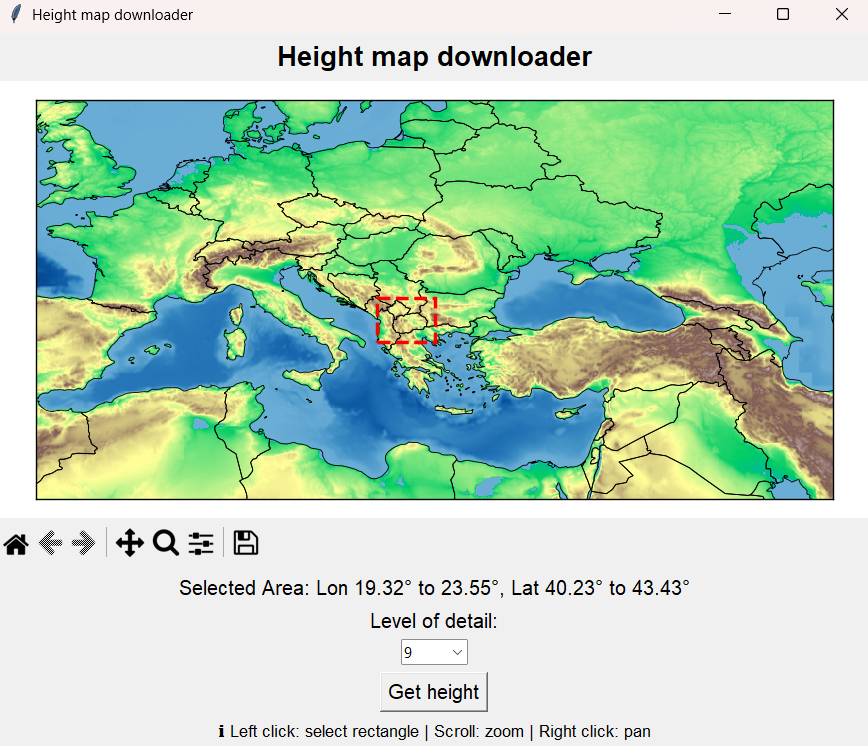 Height map downloader
Height map downloader
Selected Area: Lon 19.32° to 23.55°, Lat 40.23° to 43.43°
Level of detail:
9
Get height
ℹ Left click: select rectangle | Scroll: zoom | Right click: pan